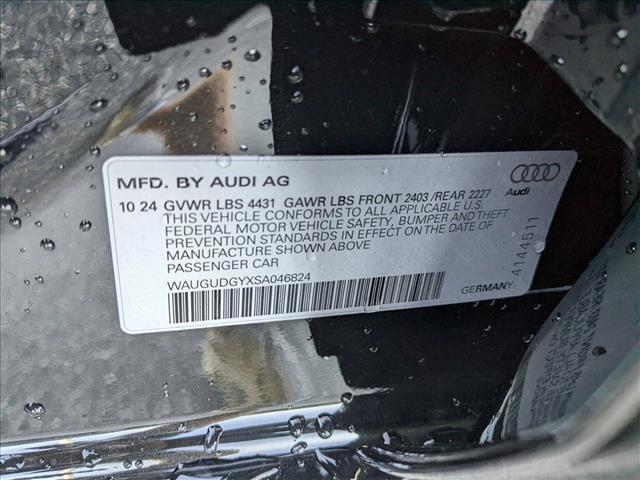 MFD. BY AUDI AG
Audi
10 24 GVWR LBS 4431 GAWR LBS FRONT 2403 /REAR 2227
THIS VEHICLE CONFORMS TO ALL APPLICABLE U.S.
FEDERAL MOTOR VEHICLE SAFETY, BUMPER AND THEFT
PREVENTION STANDARDS IN EFFECT ON THE DATE OF
MANUFACTURE SHOWN ABOVE
PASSENGER CAR
WAUGUDGYXSA046824
GERMANY
4144511